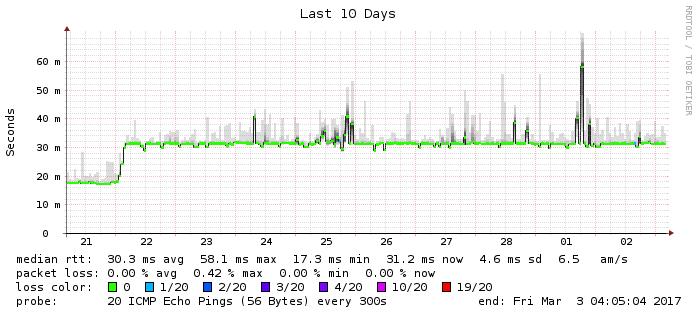 Last 10 Days
RRDTOOL / TOBI OETIKER
Seconds
60 m
50 m
40 m
30 m
20 m
10 m
0
21 22 23 24 25 26 27 28 01 02
median rtt: 30.3 ms avg 58.1 ms max 17.3 ms min 31.2 ms now 4.6 ms sd 6.5 am/s
packet loss: 0.00 % avg 0.42 % max 0.00 % min 0.00 % now
loss color: 0 1/20 2/20 3/20 4/20 10/20 19/20
probe: 20 ICMP Echo Pings (56 Bytes) every 300s end: Fri Mar 3 04:05:04 2017